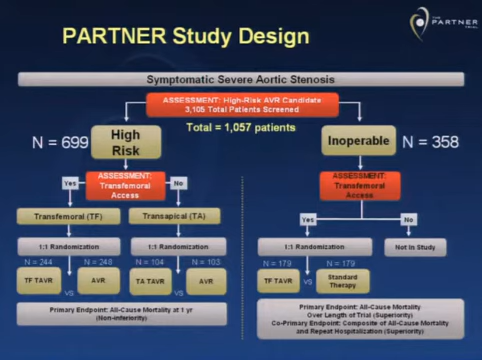 THE
PARTNER
TRIAL
PARTNER Study Design
Symptomatic Severe Aortic Stenosis
ASSESSMENT: High-Risk AVR Candidate
3,105 Total Patients Screened
Total = 1,057 patients
N = 699
High
Risk
Inoperable
N = 358
ASSESSMENT:
Transfemoral
Access
Yes
No
ASSESSMENT:
Transfemoral
Access
Transfemoral (TF)
Transapical (TA)
Yes
No
1:1 Randomization
1:1 Randomization
1:1 Randomization
Not In Study
N = 244
N = 248
N = 104
N = 103
N = 179
N = 179
TF TAVR
VS
AVR
TA TAVR
VS
AVR
TF TAVR
VS
Standard
Therapy
Primary Endpoint: All-Cause Mortality at 1 yr
(Non-inferiority)
Primary Endpoint: All-Cause Mortality
Over Length of Trial (Superiority)
Co-Primary Endpoint: Composite of All-Cause Mortality
and Repeat Hospitalization (Superiority)